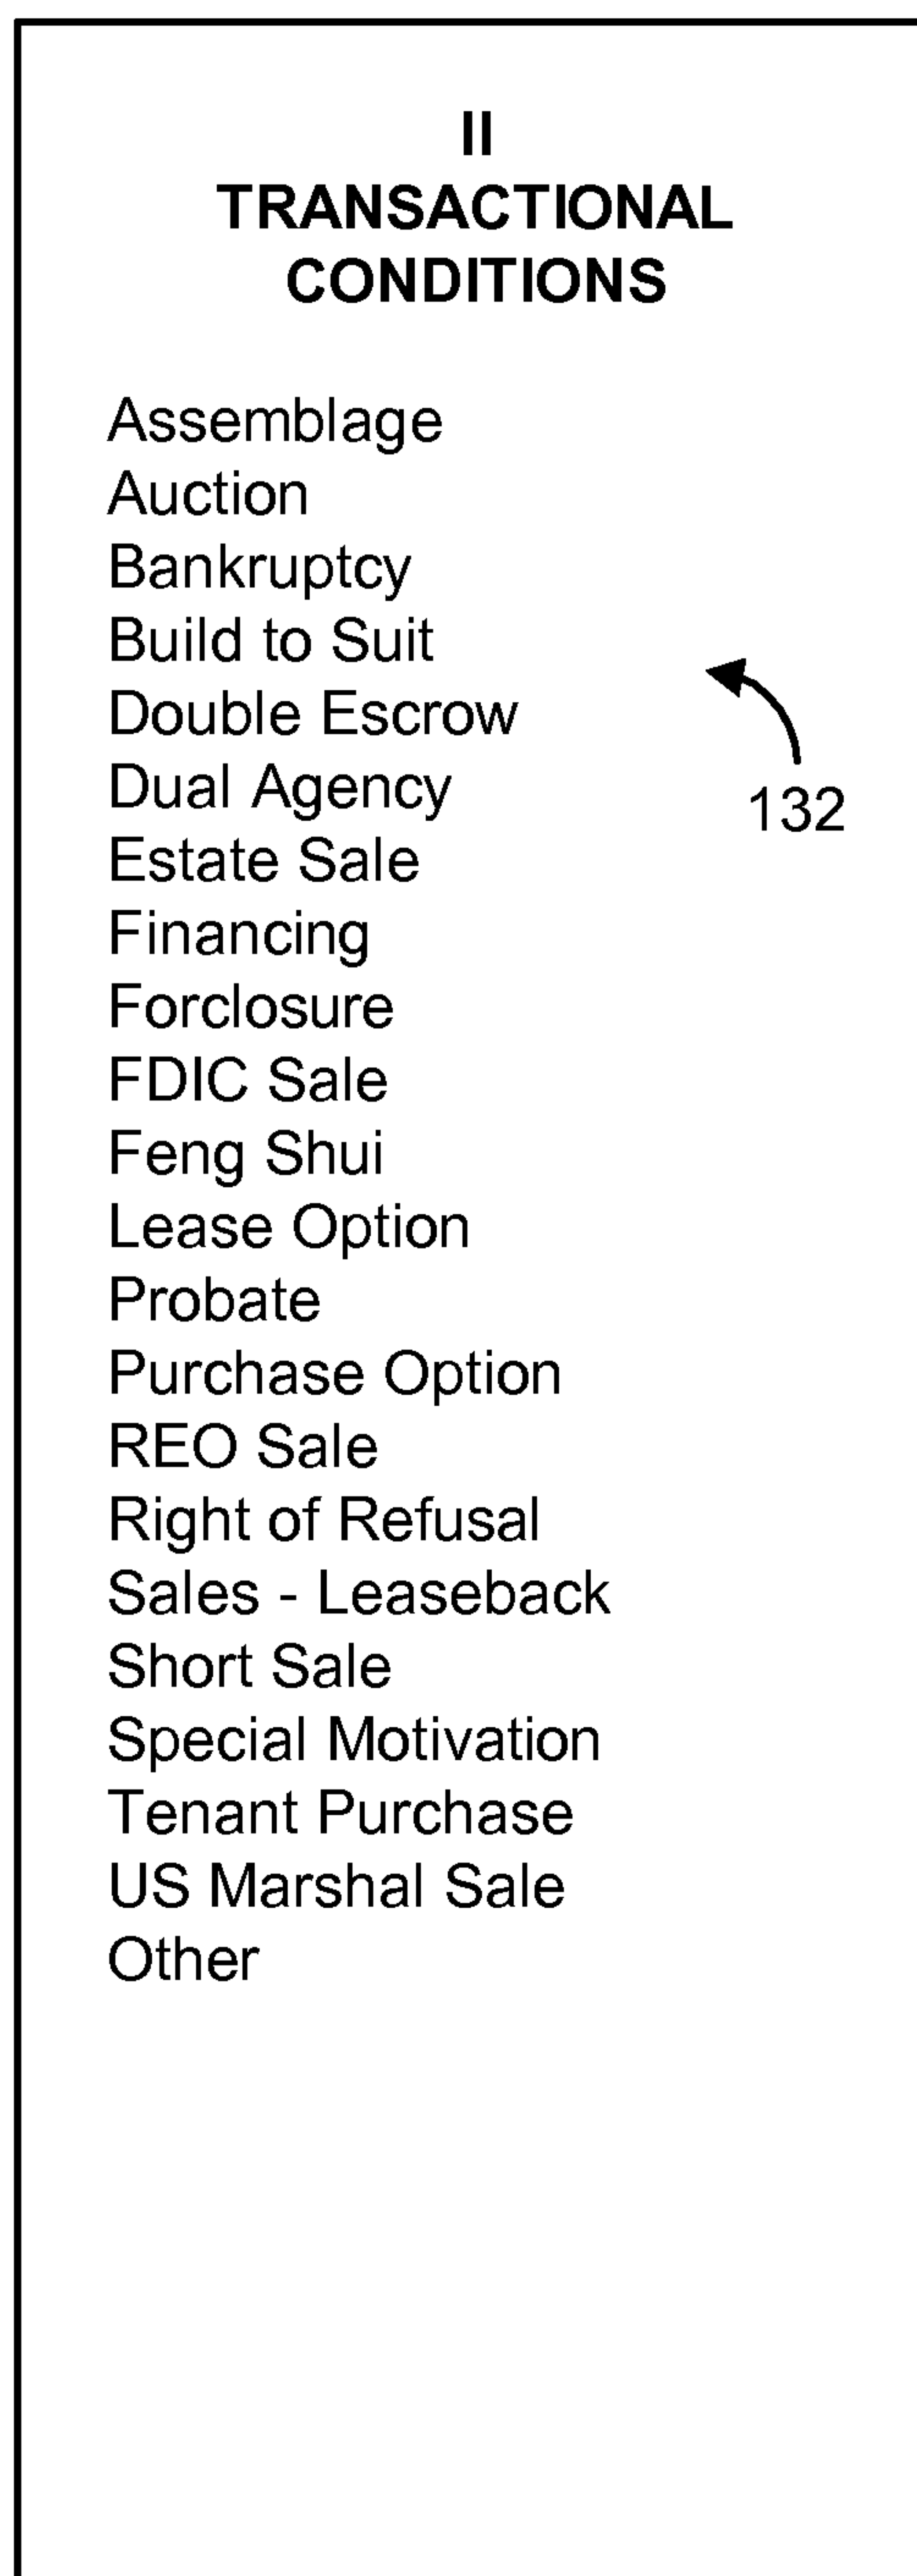 II
TRANSACTIONAL
CONDITIONS
Assemblage
Auction
Bankruptcy
Build to Suit
Double Escrow
Dual Agency
132
Estate Sale
Financing
Forclosure
FDIC Sale
Feng Shui
Lease Option
Probate
Purchase Option
REO Sale
Right of Refusal
Sales - Leaseback
Short Sale
Special Motivation
Tenant Purchase
US Marshal Sale
Other